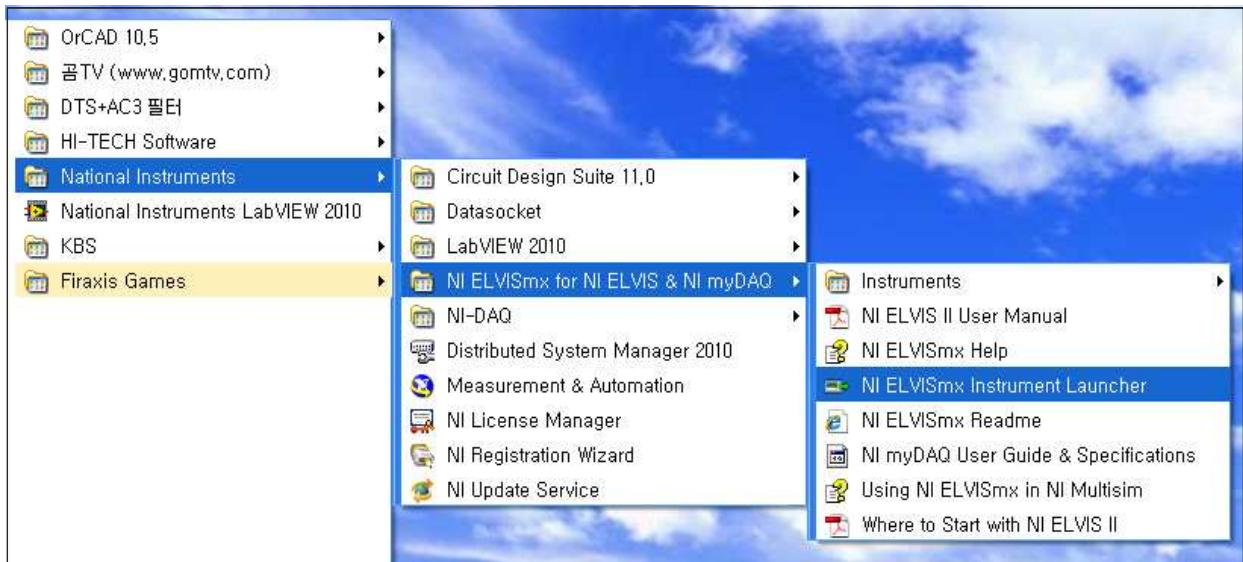 OrCAD 10.5
곰TV (www.gomtv.com)
DTS+AC3 필터
HI-TECH Software
National Instruments
National Instruments LabVIEW 2010
KBS
Firaxis Games
Circuit Design Suite 11.0
Datasocket
LabVIEW 2010
NI ELVISmx for NI ELVIS & NI myDAQ
NI-DAQ
Distributed System Manager 2010
Measurement & Automation
NI License Manager
NI Registration Wizard
NI Update Service
Instruments
NI ELVIS II User Manual
NI ELVISmx Help
NI ELVISmx Instrument Launcher
NI ELVISmx Readme
NI myDAQ User Guide & Specifications
Using NI ELVISmx in NI Multisim
Where to Start with NI ELVIS II